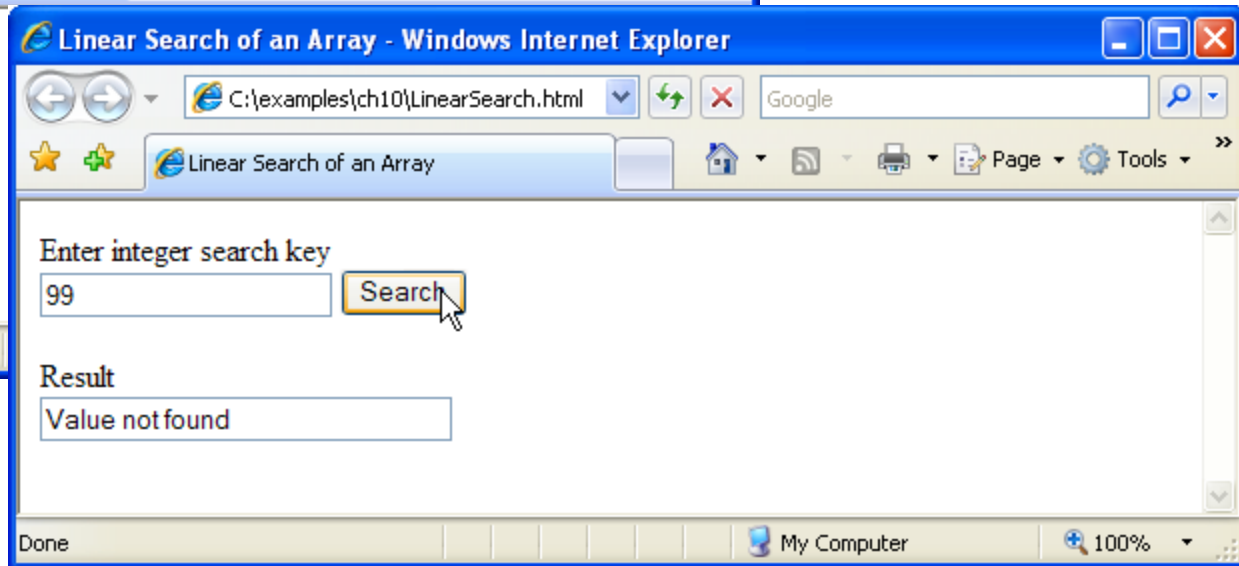 Linear Search of an Array - Windows Internet Explorer
C:\examples\ch10\LinearSearch.html Google
Linear Search of an Array Page Tools »
Enter integer search key
99 Search
Result
Value not found
Done My Computer 100%